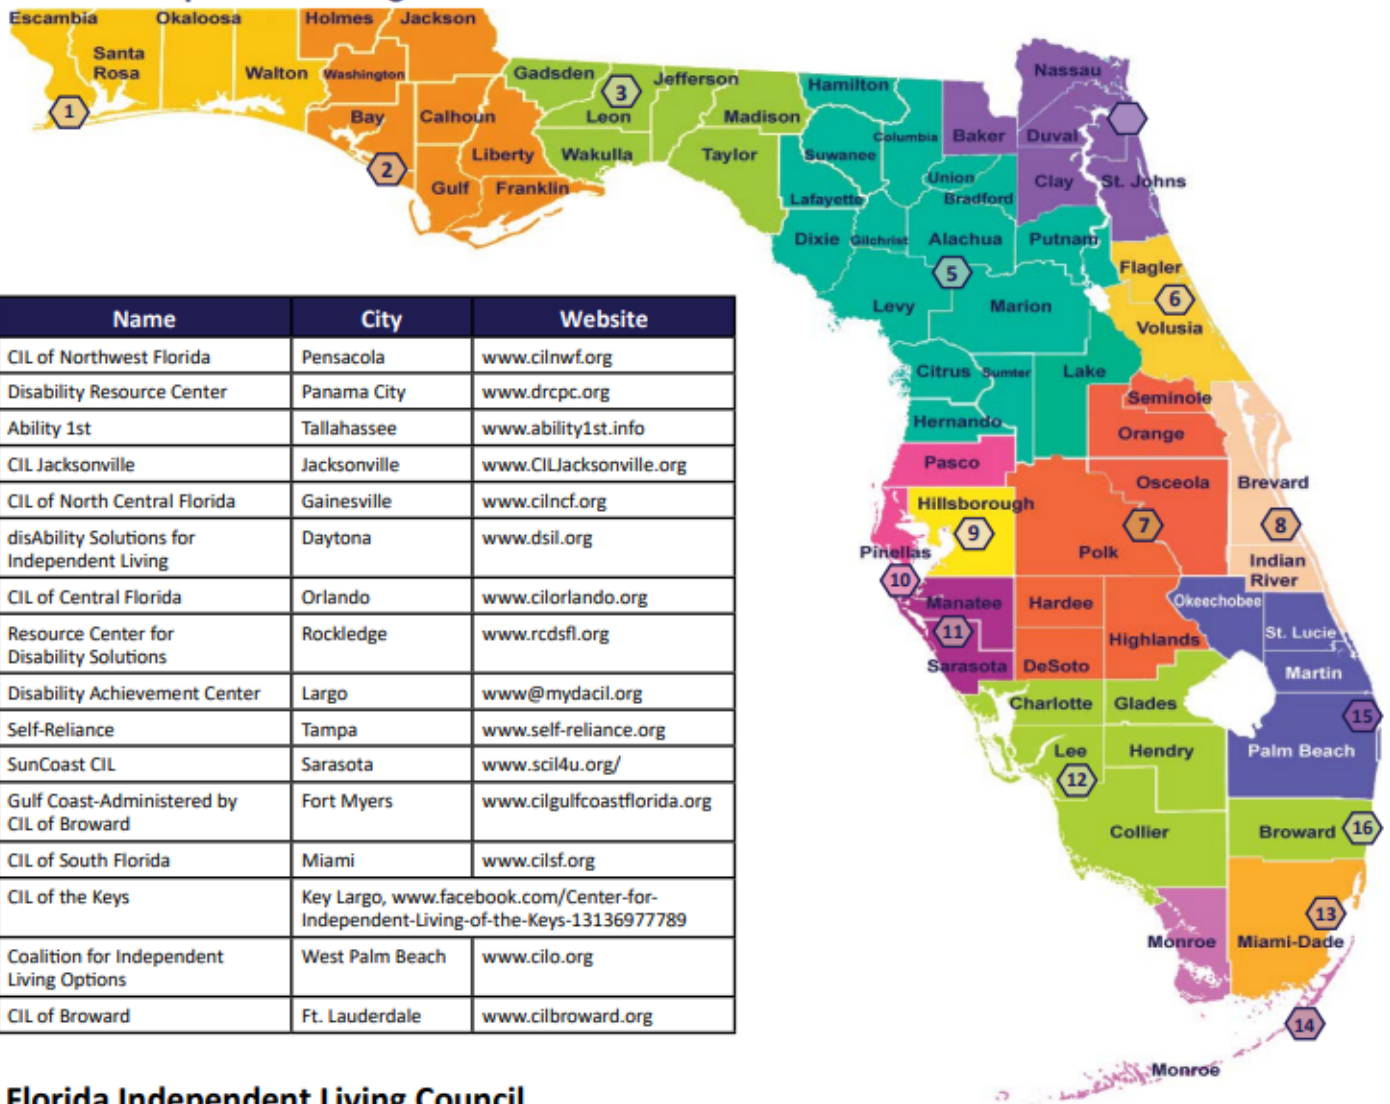 Escambia
Okaloosa
Holmes
Jackson
Santa
Rosa
Walton
Washington
Gadsden
Jefferson
Hamilton
Nassau
1
Bay
Calhoun
3
Leon
Madison
Columbia
Baker
Duval
2
Liberty
Wakulla
Taylor
Suwanee
Union
Clay
St. Johns
Gulf
Franklin
Lafayette
Bradford
Dixie
Gilchrist
Alachua
Putnam
5
Flagler
6
Levy
Marion
Volusia
Citrus
Sumter
Lake
Seminole
Hernando
Orange
Pasco
Osceola
Brevard
Hillsborough
9
7
8
Pinellas
Polk
Indian
River
10
Manatee
Hardee
Okeechobee
11
Highlands
St. Lucie
Sarasota
DeSoto
Martin
Charlotte
Glades
15
Lee
Hendry
Palm Beach
12
Collier
Broward
16
13
Monroe
Miami-Dade
14
Monroe
Name City Website
CIL of Northwest Florida Pensacola www.cilnwf.org
Disability Resource Center Panama City www.drcpc.org
Ability 1st Tallahassee www.ability1st.info
CIL Jacksonville Jacksonville www.CILJacksonville.org
CIL of North Central Florida Gainesville www.cilncf.org
disAbility Solutions for Daytona www.dsil.org
Independent Living
CIL of Central Florida Orlando www.cilorlando.org
Resource Center for Rockledge www.rcdsfl.org
Disability Solutions
Disability Achievement Center Largo www@mydacil.org
Self-Reliance Tampa www.self-reliance.org
SunCoast CIL Sarasota www.scil4u.org/
Gulf Coast-Administered by Fort Myers www.cilgulfcoastflorida.org
CIL of Broward
CIL of South Florida Miami www.cilsf.org
CIL of the Keys Key Largo, www.facebook.com/Center-for-
Independent-Living-of-the-Keys-13136977789
Coalition for Independent West Palm Beach www.cilo.org
Living Options
CIL of Broward Ft. Lauderdale www.cilbroward.org
Florida Independent Living Council